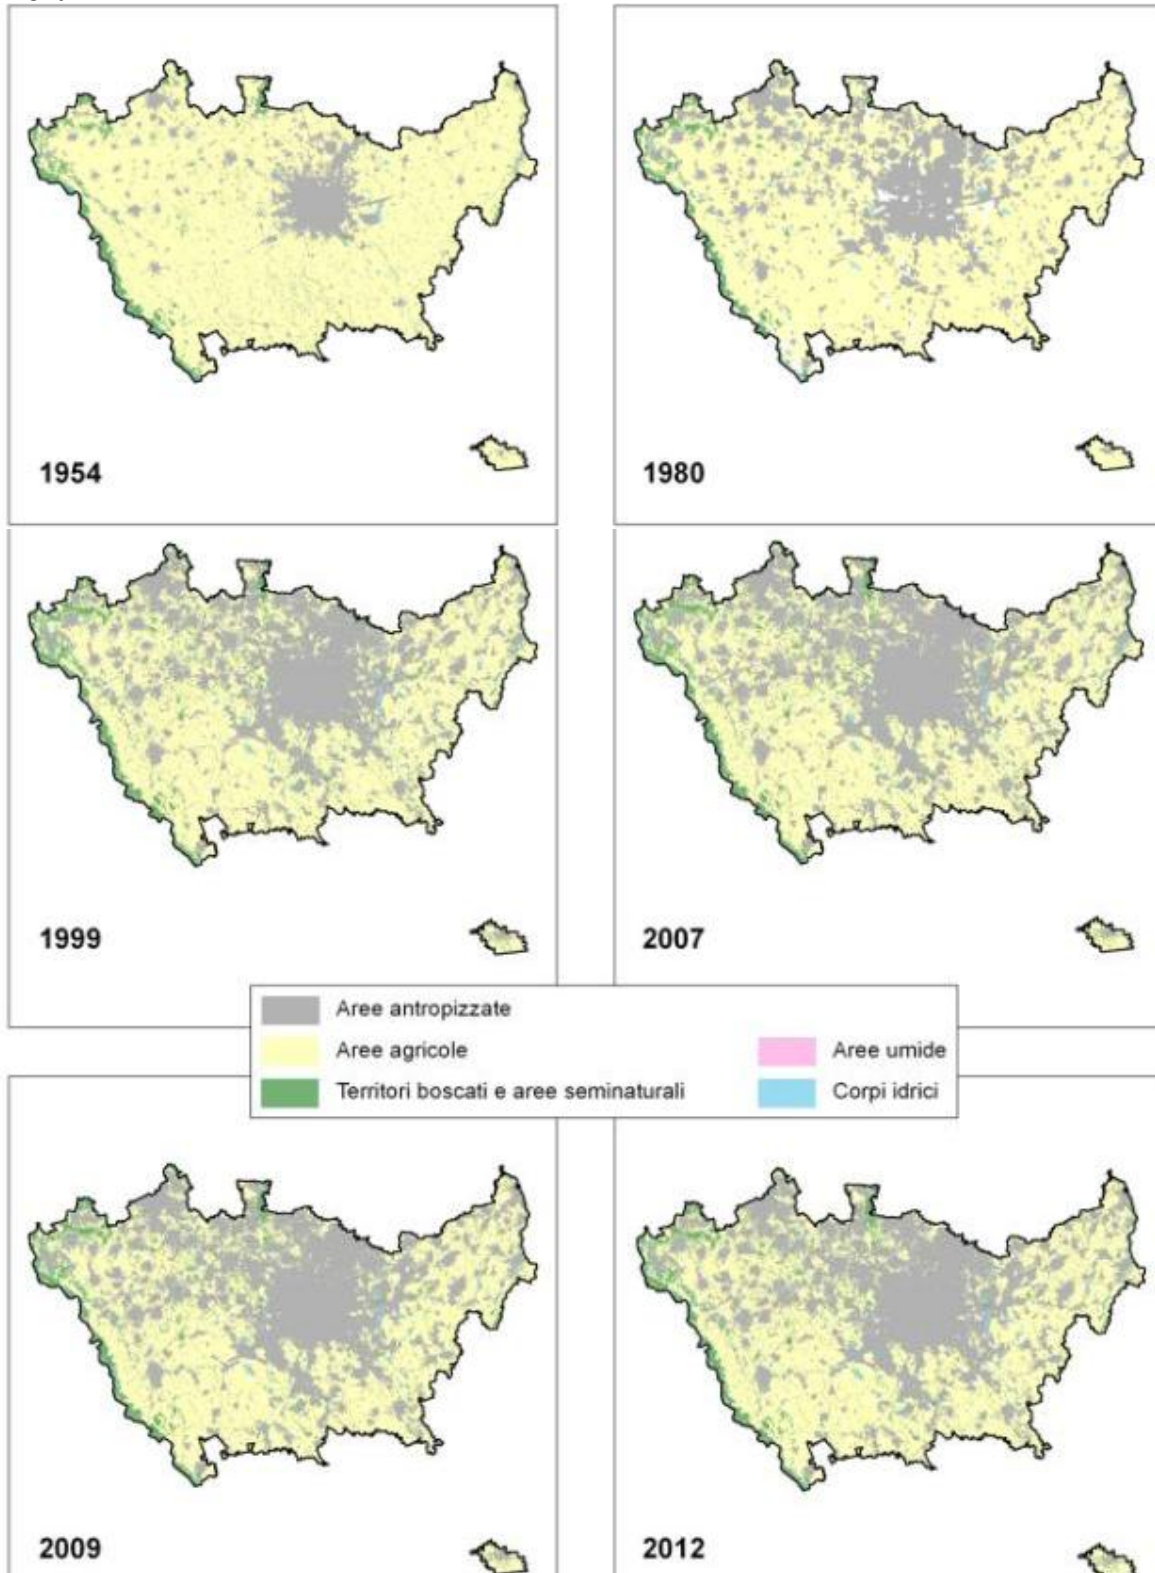 1954
1980
1999
2007
Aree antropizzate
Aree agricole
Aree umide
Territori boscati e aree seminaturali
Corpi idrici
2009
2012